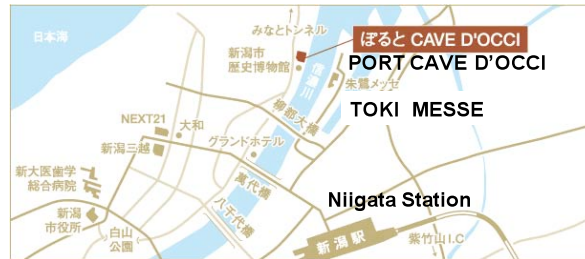 日本海
みなとトンネル
ぽると CAVE D'OCCI
新潟市
歴史博物館
PORT CAVE D'OCCI
信濃川
朱鷺メッセ
TOKI MESSE
柳都大橋
NEXT21
大和
新潟三越
グランドホテル
新大医歯学
総合病院
萬代橋
Niigata Station
八千代橋
新潟
市役所
白山
公園
新潟駅
紫竹山I.C